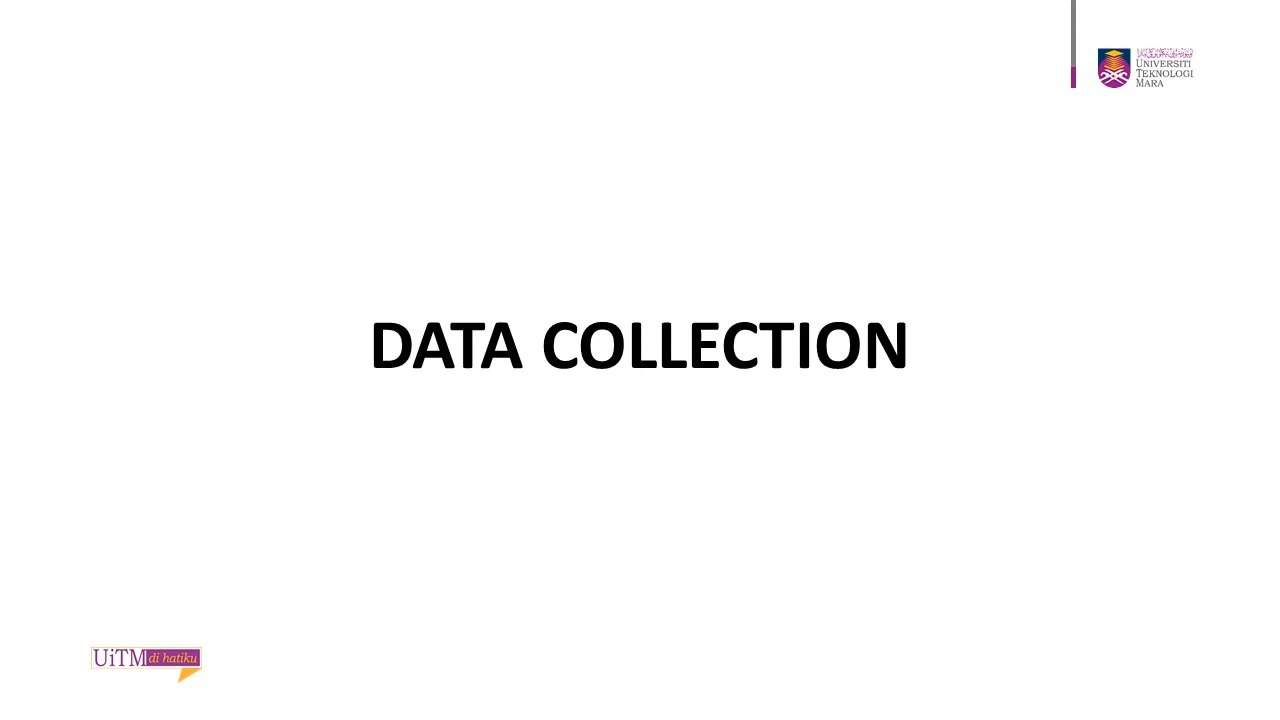 UNIVERSITI
TEKNOLOGI
MARA
DATA COLLECTION
UiTM di hatiku